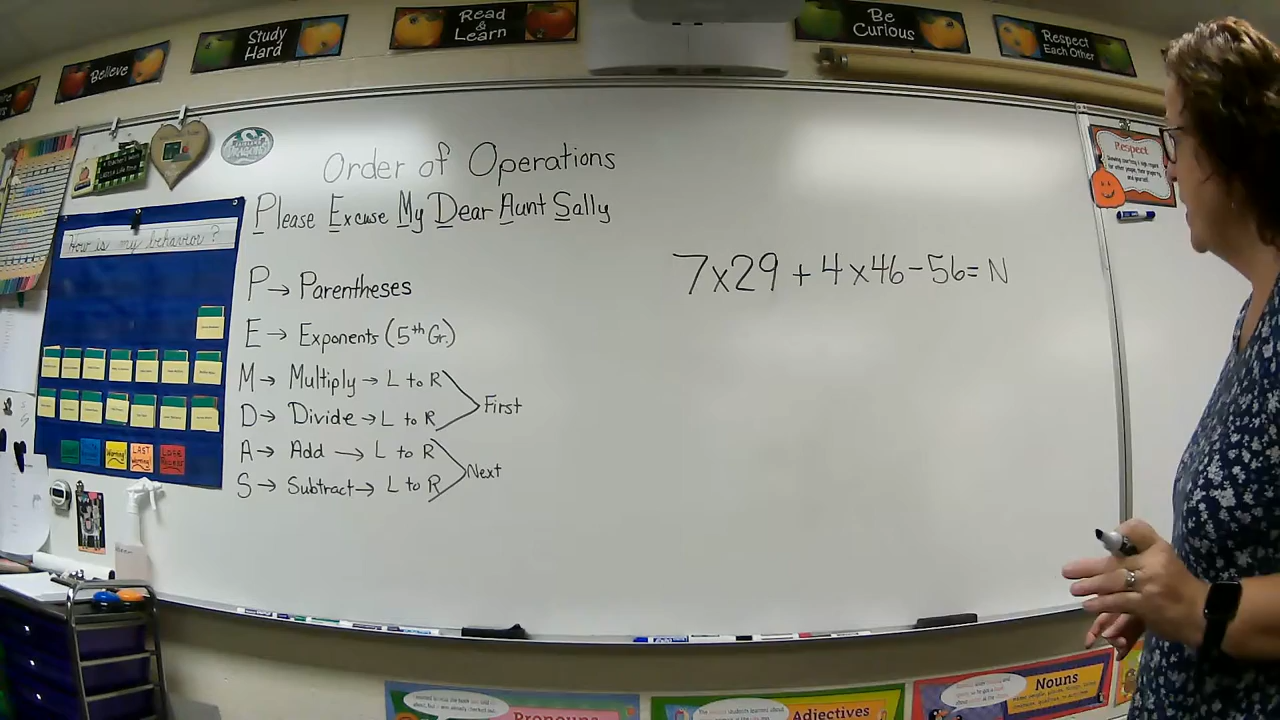 Believe
Study
Hard
Read
&
Learn
Be
Curious
Respect
Each Other
DRAGONS
Order of Operations
Please Excuse My Dear Aunt Sally
How is my behavior?
P→ Parentheses
E→ Exponents (5th Gr.)
M→ Multiply→ L to R
D→ Divide→ L to R
First
A→ Add → L to R
S→ Subtract→ L to R
Next
7x29 + 4x46-56=N
Respect
Pronouns
Adjectives
Nouns